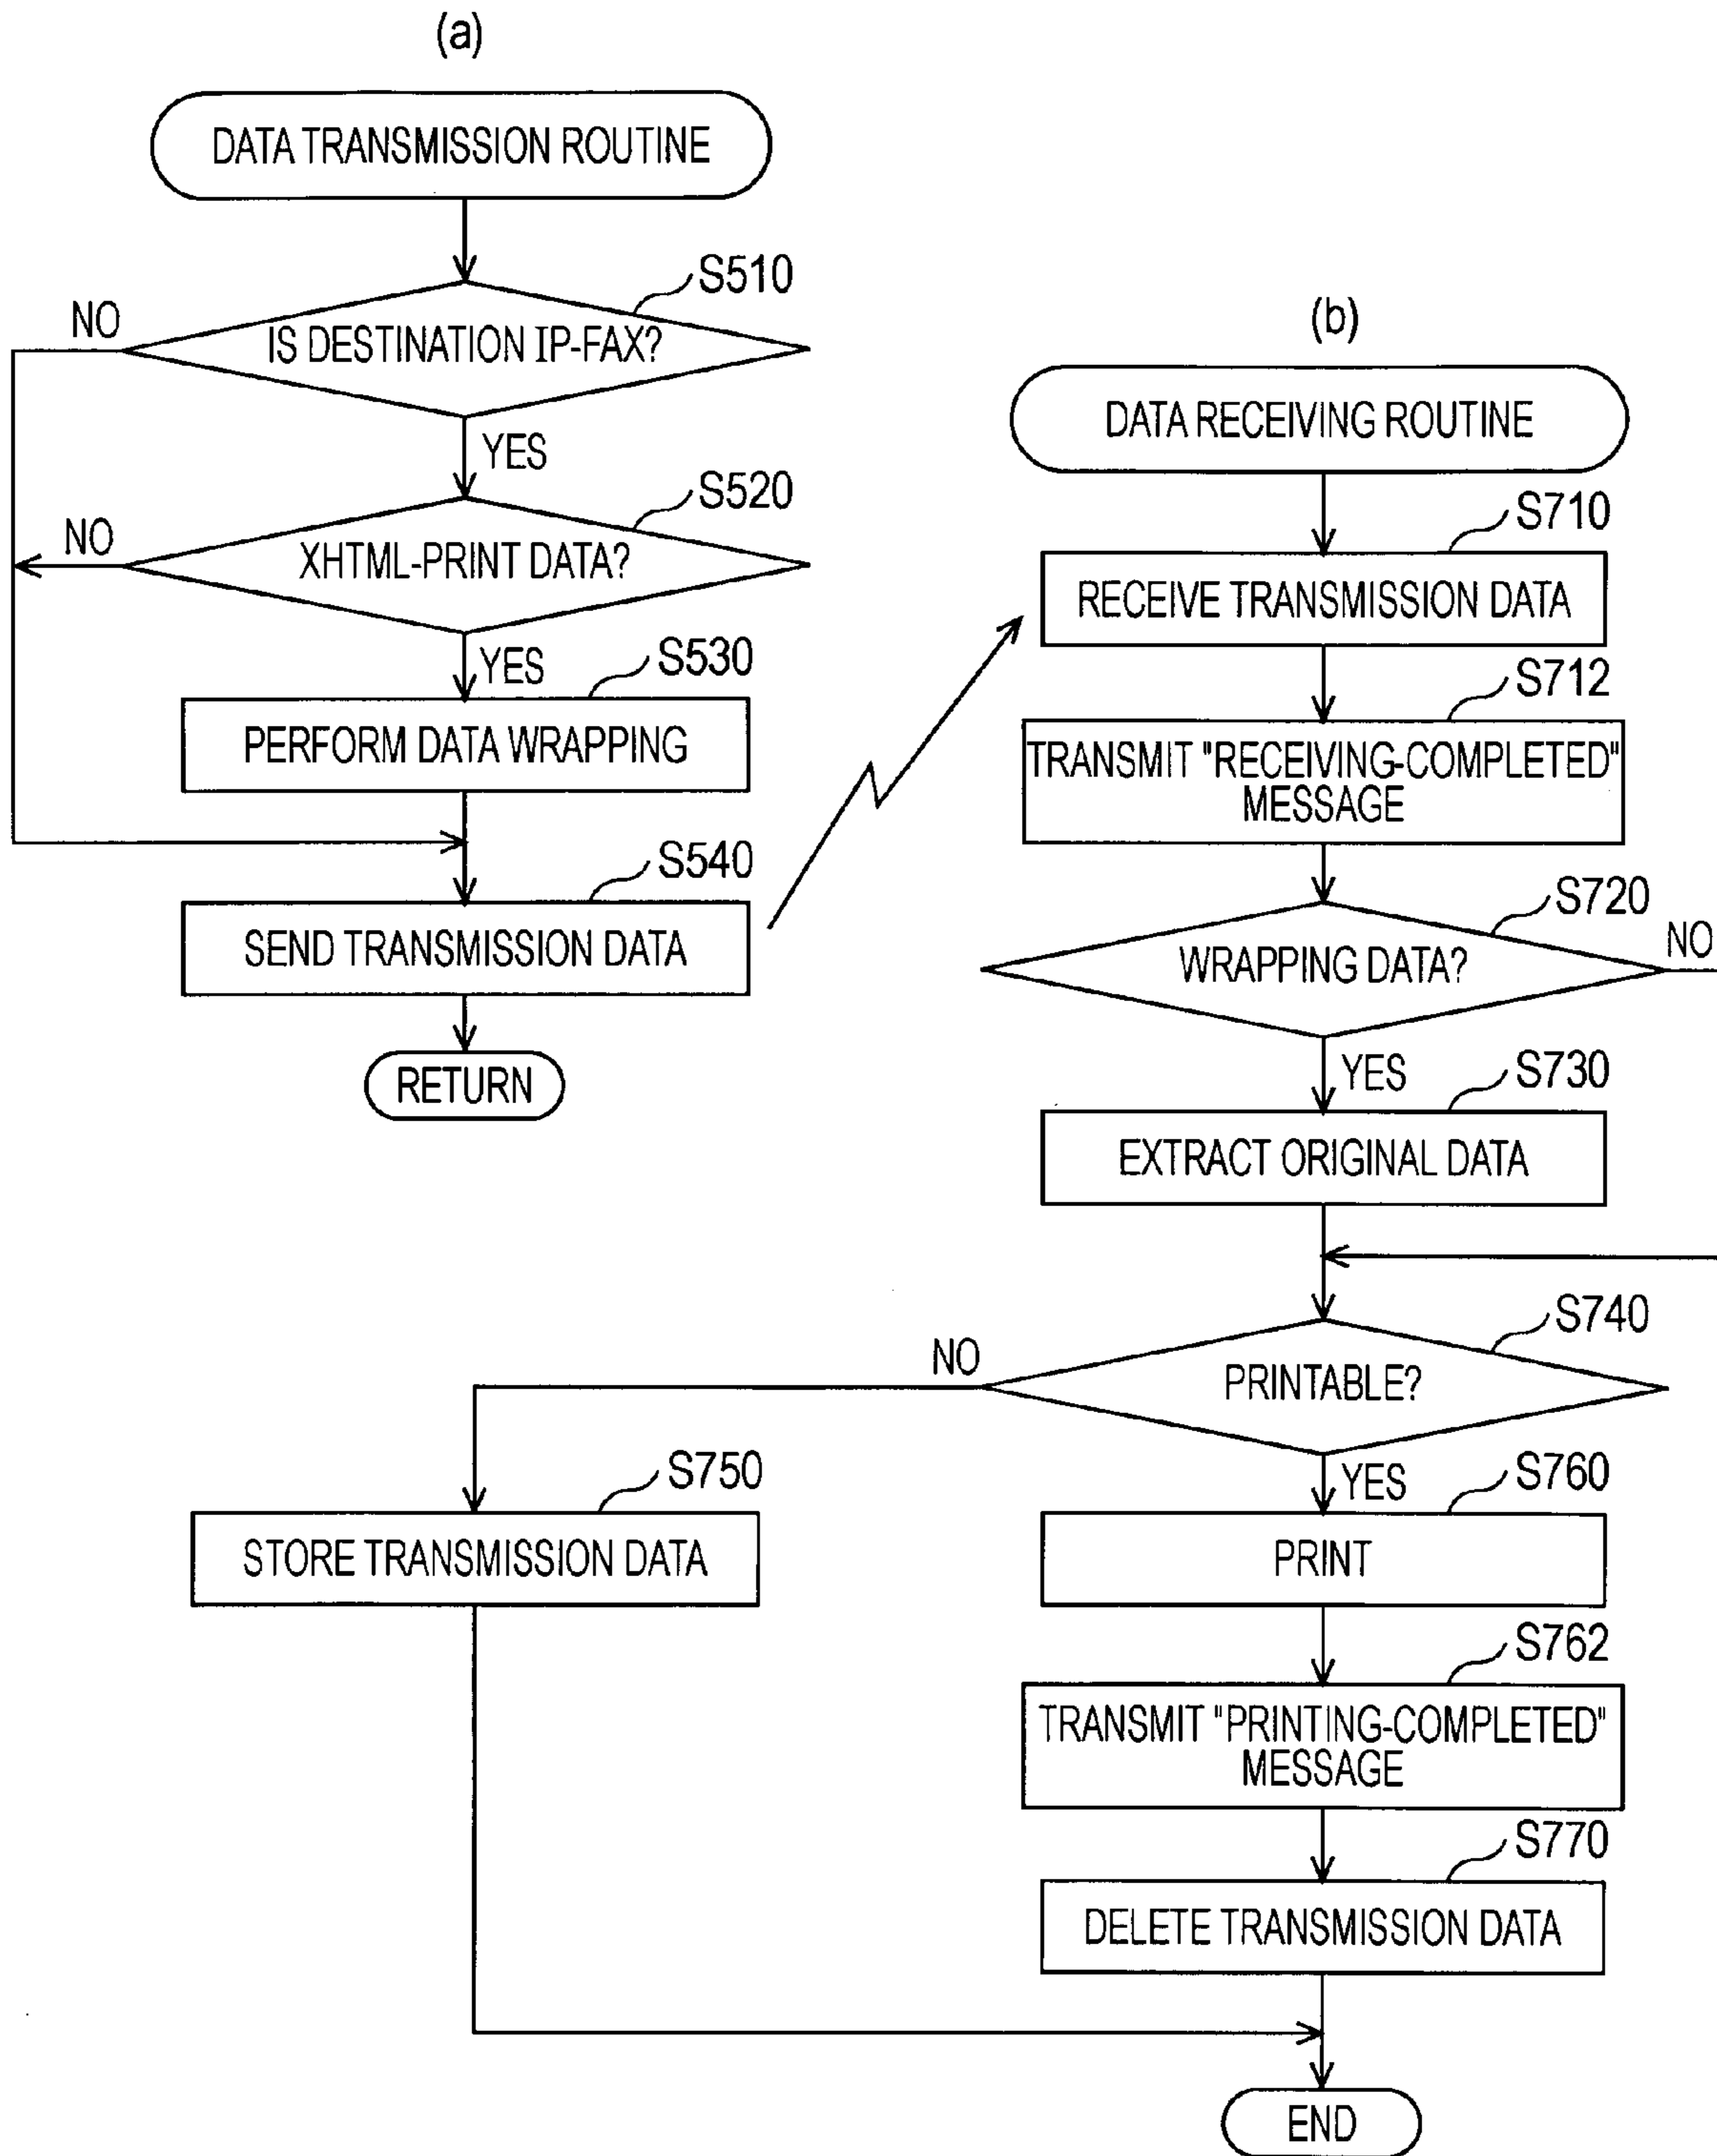 (a)
DATA TRANSMISSION ROUTINE
S510
NO
IS DESTINATION IP-FAX?
YES
S520
NO
XHTML-PRINT DATA?
YES
S530
PERFORM DATA WRAPPING
S540
SEND TRANSMISSION DATA
RETURN
(b)
DATA RECEIVING ROUTINE
S710
RECEIVE TRANSMISSION DATA
S712
TRANSMIT "RECEIVING-COMPLETED"
MESSAGE
S720
NO
WRAPPING DATA?
YES
S730
EXTRACT ORIGINAL DATA
S740
NO
PRINTABLE?
YES
S750
STORE TRANSMISSION DATA
S760
PRINT
S762
TRANSMIT "PRINTING-COMPLETED"
MESSAGE
S770
DELETE TRANSMISSION DATA
END